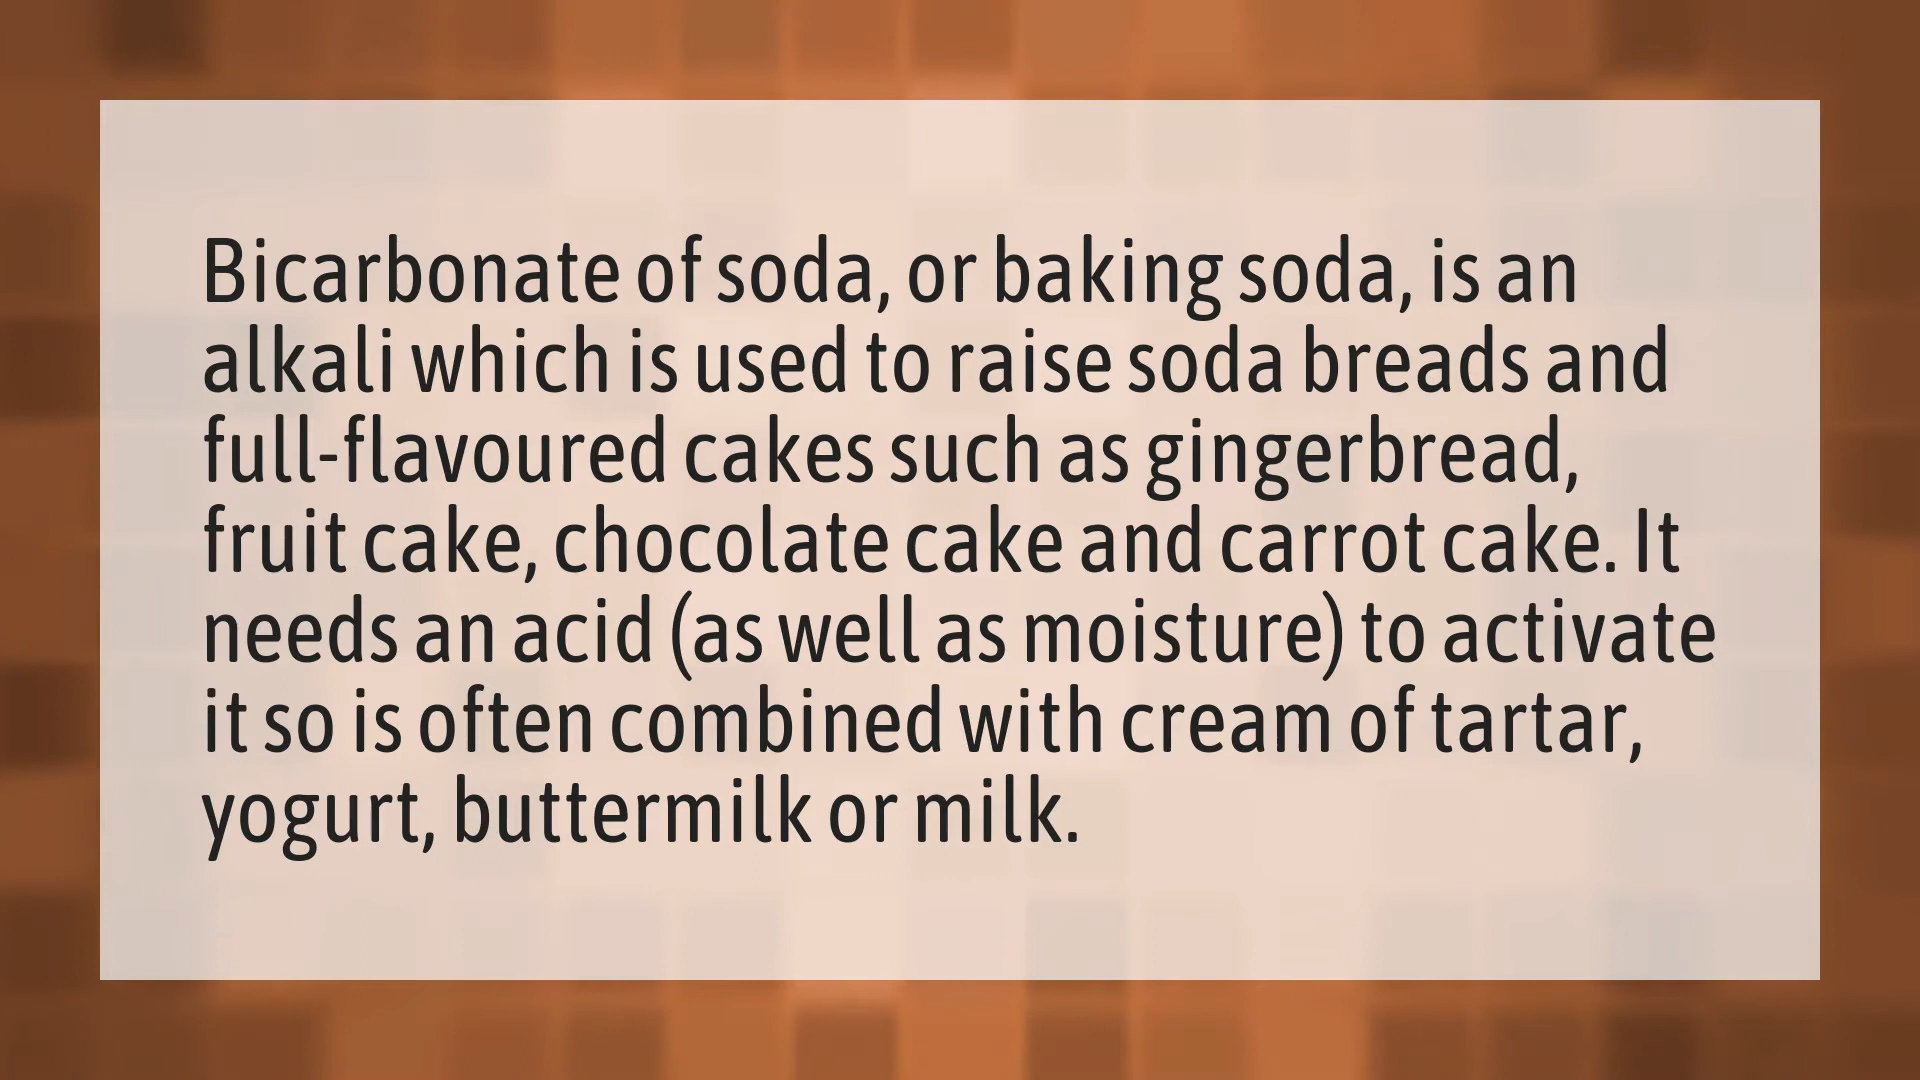 Bicarbonate of soda, or baking soda, is an
alkali which is used to raise soda breads and
full-flavoured cakes such as gingerbread,
fruit cake, chocolate cake and carrot cake. It
needs an acid (as well as moisture) to activate
it so is often combined with cream of tartar,
yogurt, buttermilk or milk.